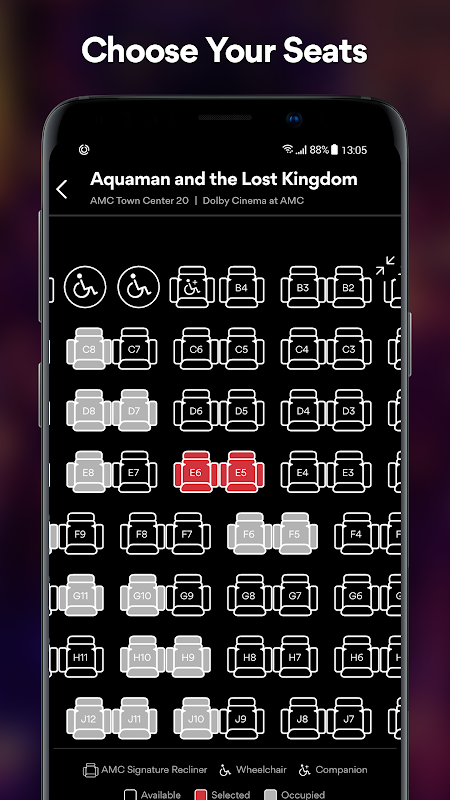 Choose Your Seats
88% 13:05
Aquaman and the Lost Kingdom
AMC Town Center 20 | Dolby Cinema at AMC
B4 B3 B2
C8 C7 C6 C5 C4 C3
D8 D7 D6 D5 D4 D3
E8 E7 E6 E5 E4 E3
F9 F8 F7 F6 F5 F4
G11 G10 G9 G8 G7 G6
H11 H10 H9 H8 H7 H6
J12 J11 J10 J9 J8 J7
AMC Signature Recliner Wheelchair Companion
Available Selected Occupied